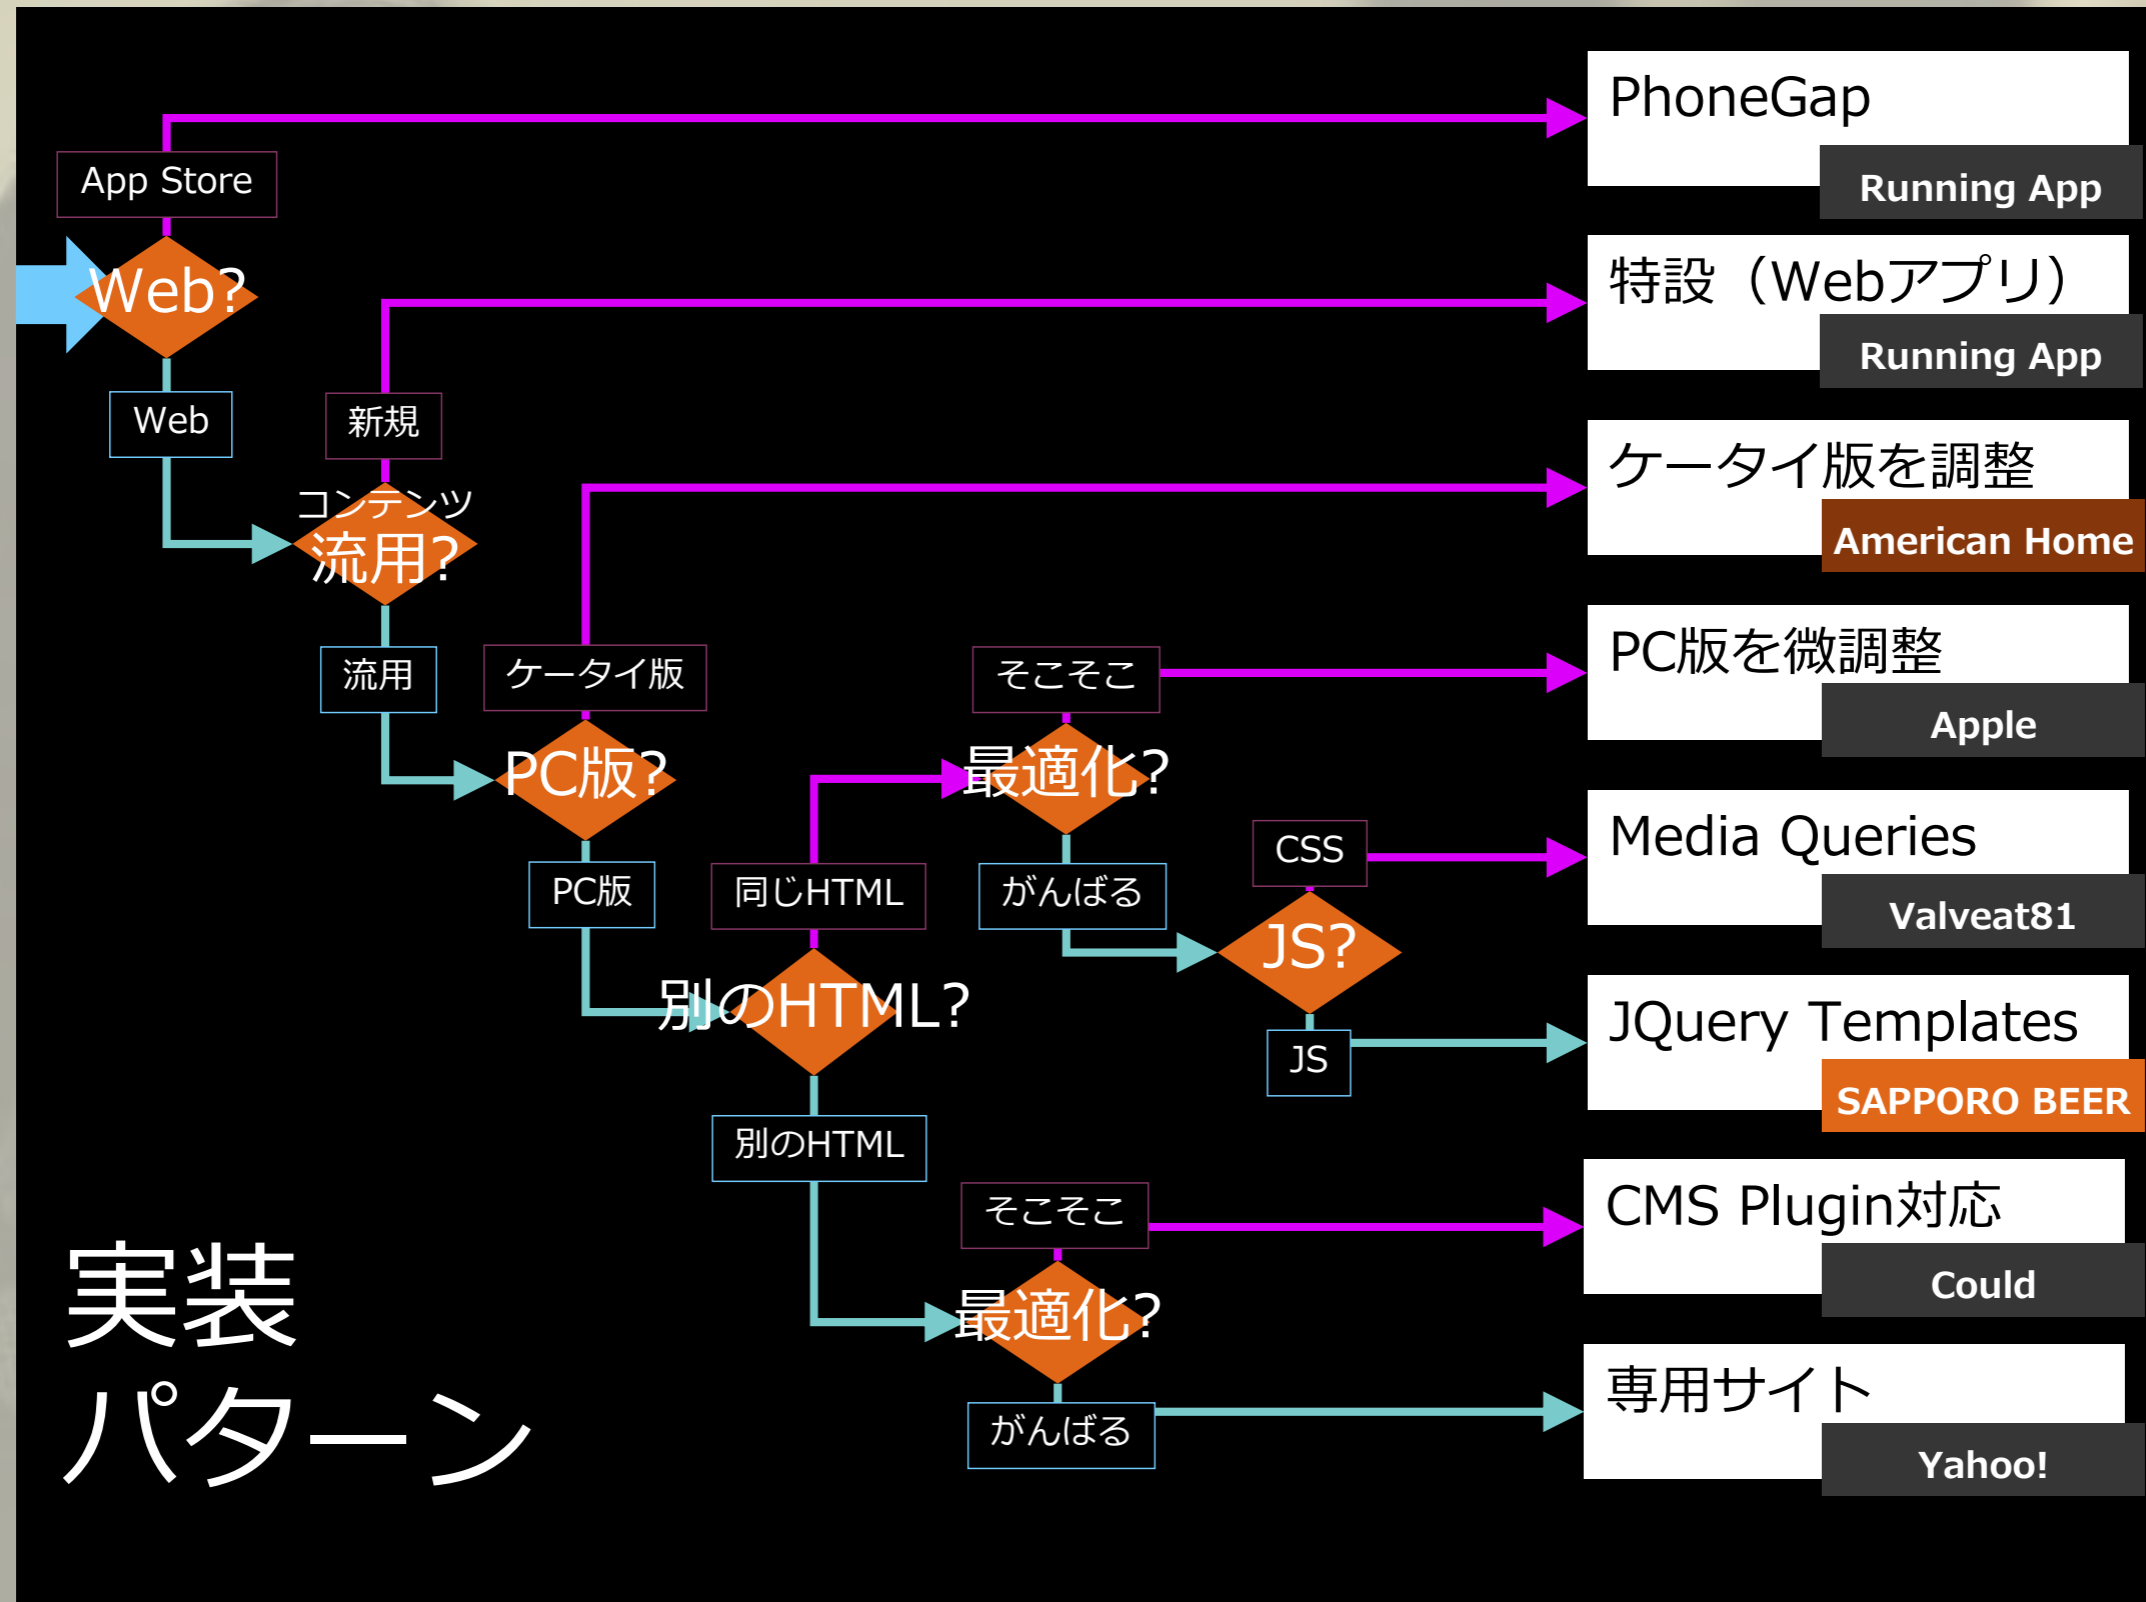 PhoneGap
Running App
App Store
Web?
特設（Webアプリ）
Running App
Web
新規
ケータイ版を調整
American Home
コンテンツ
流用?
流用
ケータイ版
そこそこ
PC版を微調整
Apple
PC版?
最適化?
CSS
Media Queries
Valveat81
PC版
同じHTML
がんばる
JS?
別のHTML?
JS
JQuery Templates
SAPPORO BEER
別のHTML
そこそこ
CMS Plugin対応
Could
最適化?
がんばる
専用サイト
Yahoo!
実装
パターン